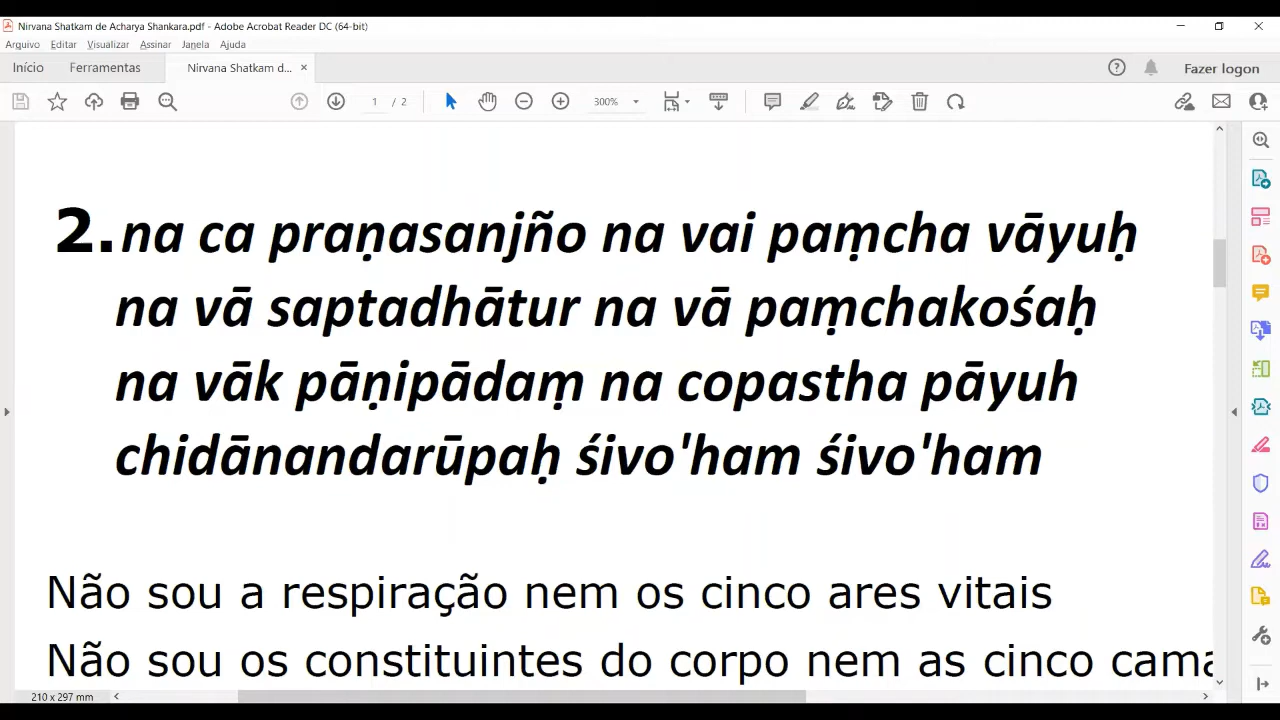 Nirvana Shatkam de Acharya Shankara.pdf - Adobe Acrobat Reader DC (64-bit)
Arquivo Editar Visualizar Assinar Janela Ajuda
Início Ferramentas Nirvana Shatkam d... × Fazer logon
1 / 2 300%
2. na ca praṇasanjño na vai paṃcha vāyuḥ
na vā saptadhātur na vā paṃchakośaḥ
na vāk pāṇipādaṃ na copastha pāyuh
chidānandarūpaḥ śivo'ham śivo'ham
Não sou a respiração nem os cinco ares vitais
Não sou os constituintes do corpo nem as cinco cama
210 x 297 mm